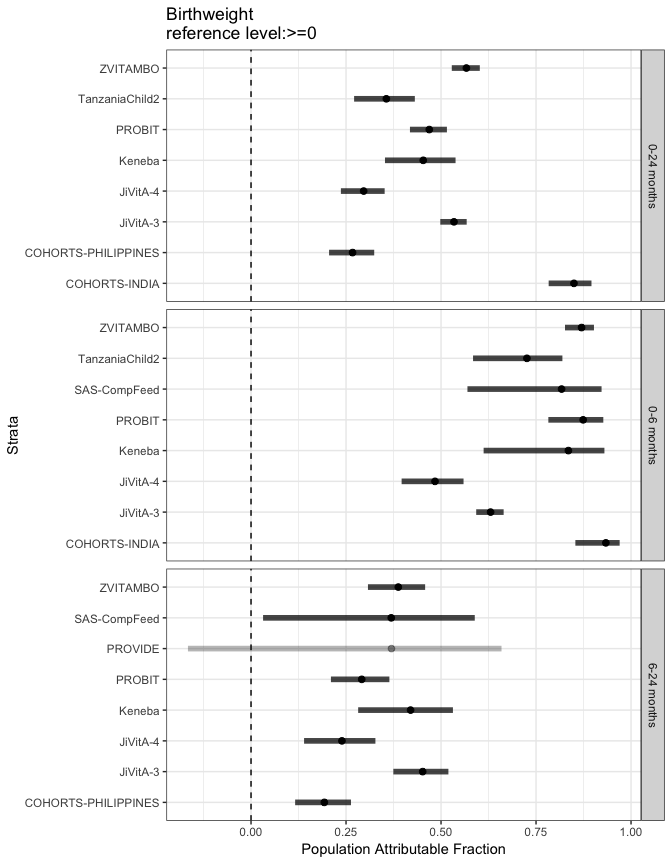 Birthweight
reference level:>=0
Strata
ZVITAMBO
TanzaniaChild2
PROBIT
Keneba
JiVitA-4
JiVitA-3
COHORTS-PHILIPPINES
COHORTS-INDIA
0-24 months
ZVITAMBO
TanzaniaChild2
SAS-CompFeed
PROBIT
Keneba
JiVitA-4
JiVitA-3
COHORTS-INDIA
0-6 months
ZVITAMBO
SAS-CompFeed
PROVIDE
PROBIT
Keneba
JiVitA-4
JiVitA-3
COHORTS-PHILIPPINES
6-24 months
0.00 0.25 0.50 0.75 1.00
Population Attributable Fraction